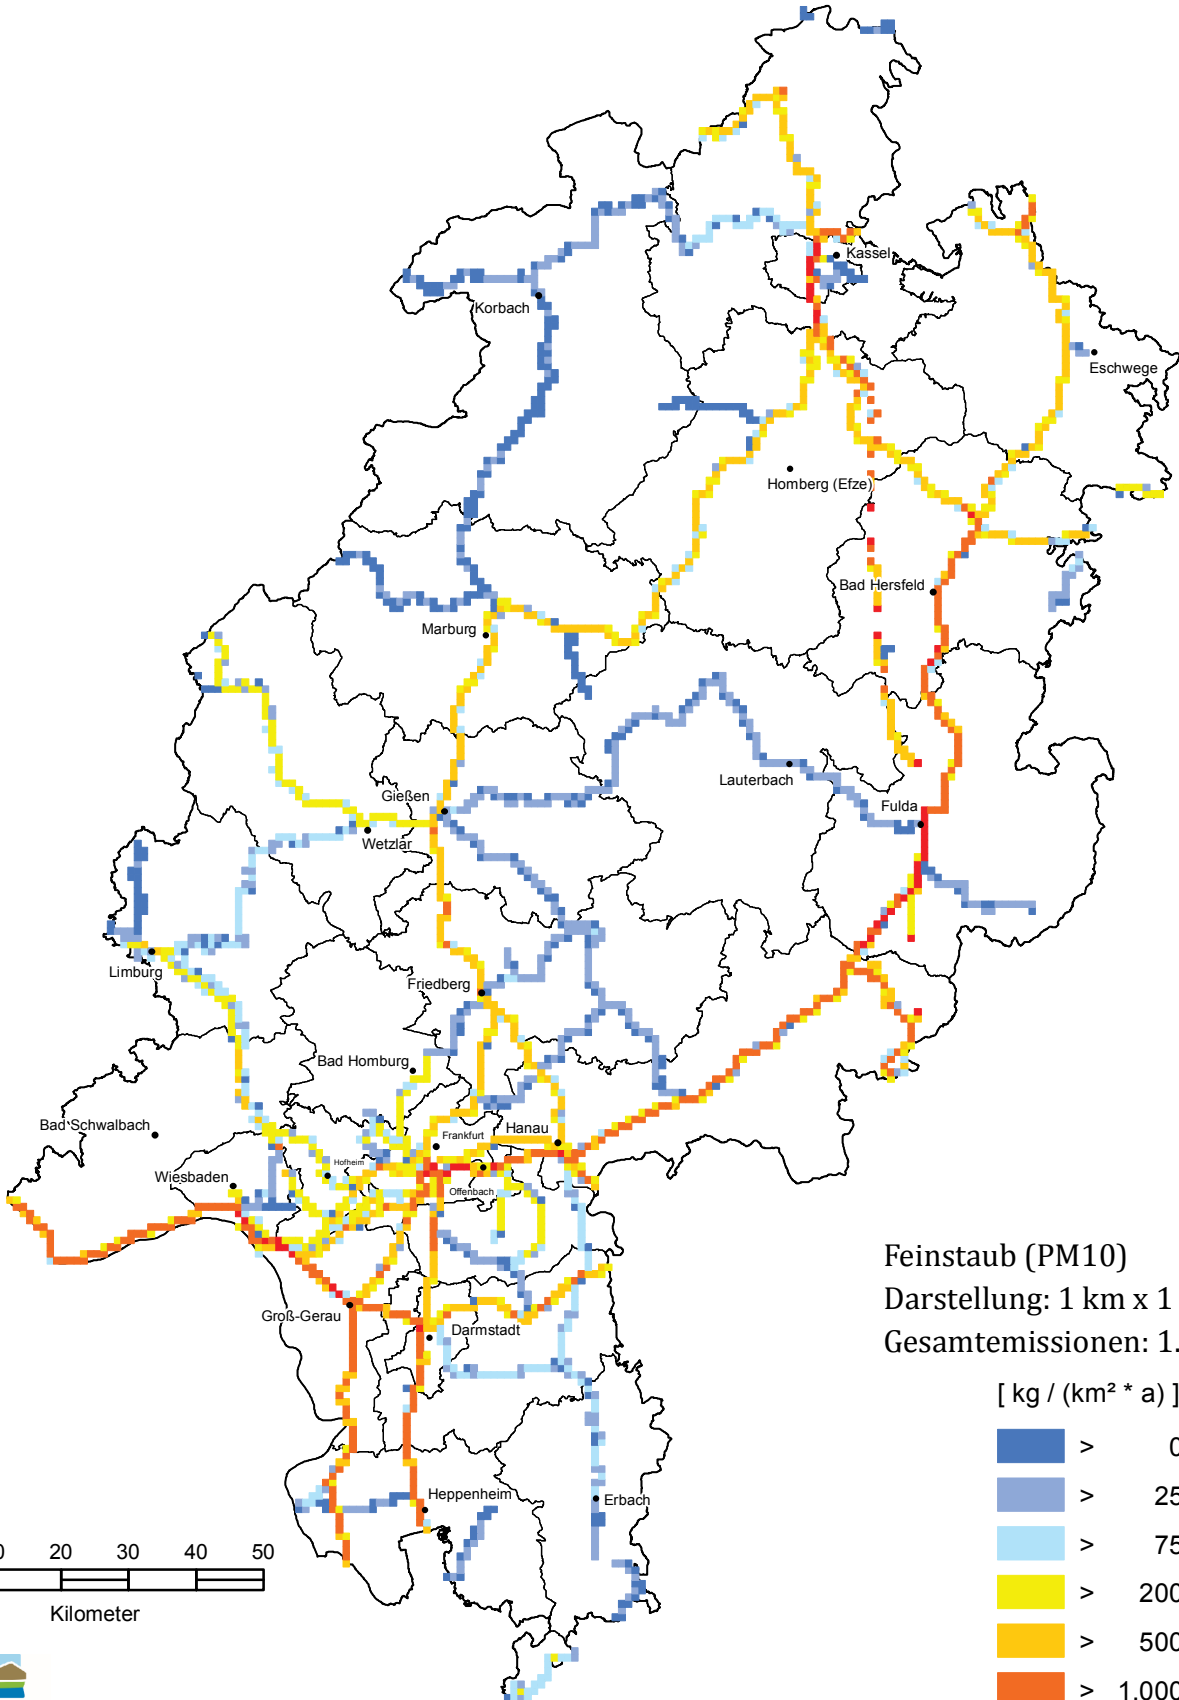 Kassel
Korbach
Eschwege
Homberg (Efze)
Bad Hersfeld
Marburg
Lauterbach
Gießen
Fulda
Wetzlar
Limburg
Friedberg
Bad Homburg
Bad Schwalbach
Frankfurt
Hanau
Hofheim
Wiesbaden
Offenbach
Feinstaub (PM10)
Darstellung: 1 km x 1
Gesamtemissionen: 1.
Groß-Gerau
Darmstadt
[ kg / (km² * a) ]
> 0
> 25
> 75
> 200
> 500
> 1.000
Heppenheim
Erbach
0 20 30 40 50
Kilometer